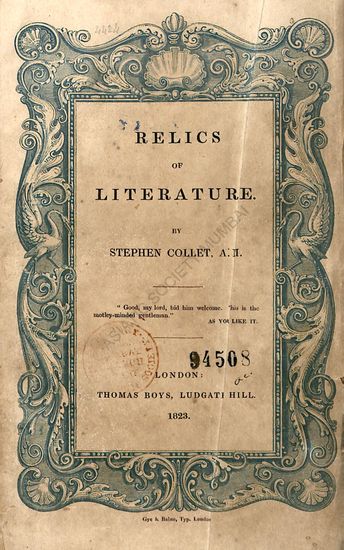 4424
RELICS
OF
LITERATURE.
BY
STEPHEN COLLET, A.M.
" Good, my lord, bid him welcome. This is the
motley-minded gentleman."
AS YOU LIKE IT.
94508
LONDON:
THOMAS BOYS, LUDGATE HILL.
1823.
Gye & Balne, Typ. London